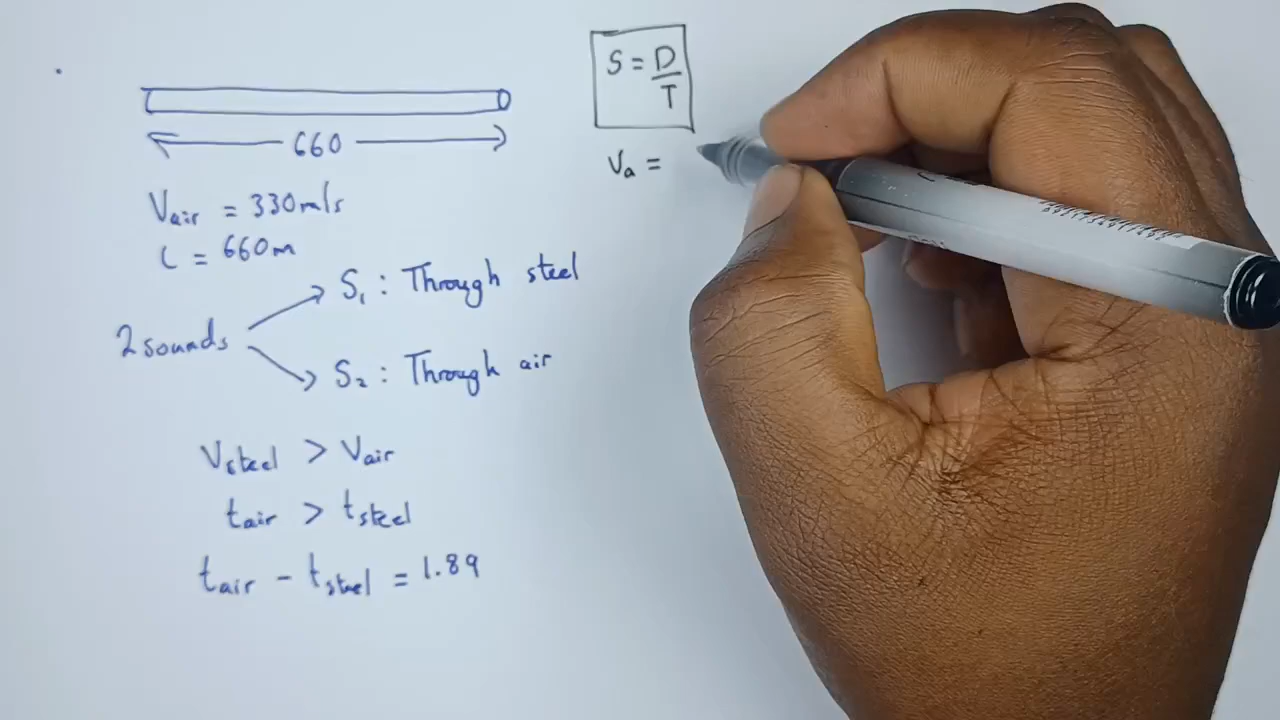 660
Vair = 330m/s
L = 660m
2 sounds
S1 : Through steel
S2 : Through air
Vsteel > Vair
tair > tsteel
tair - tsteel = 1.89
S = D
T
Va =